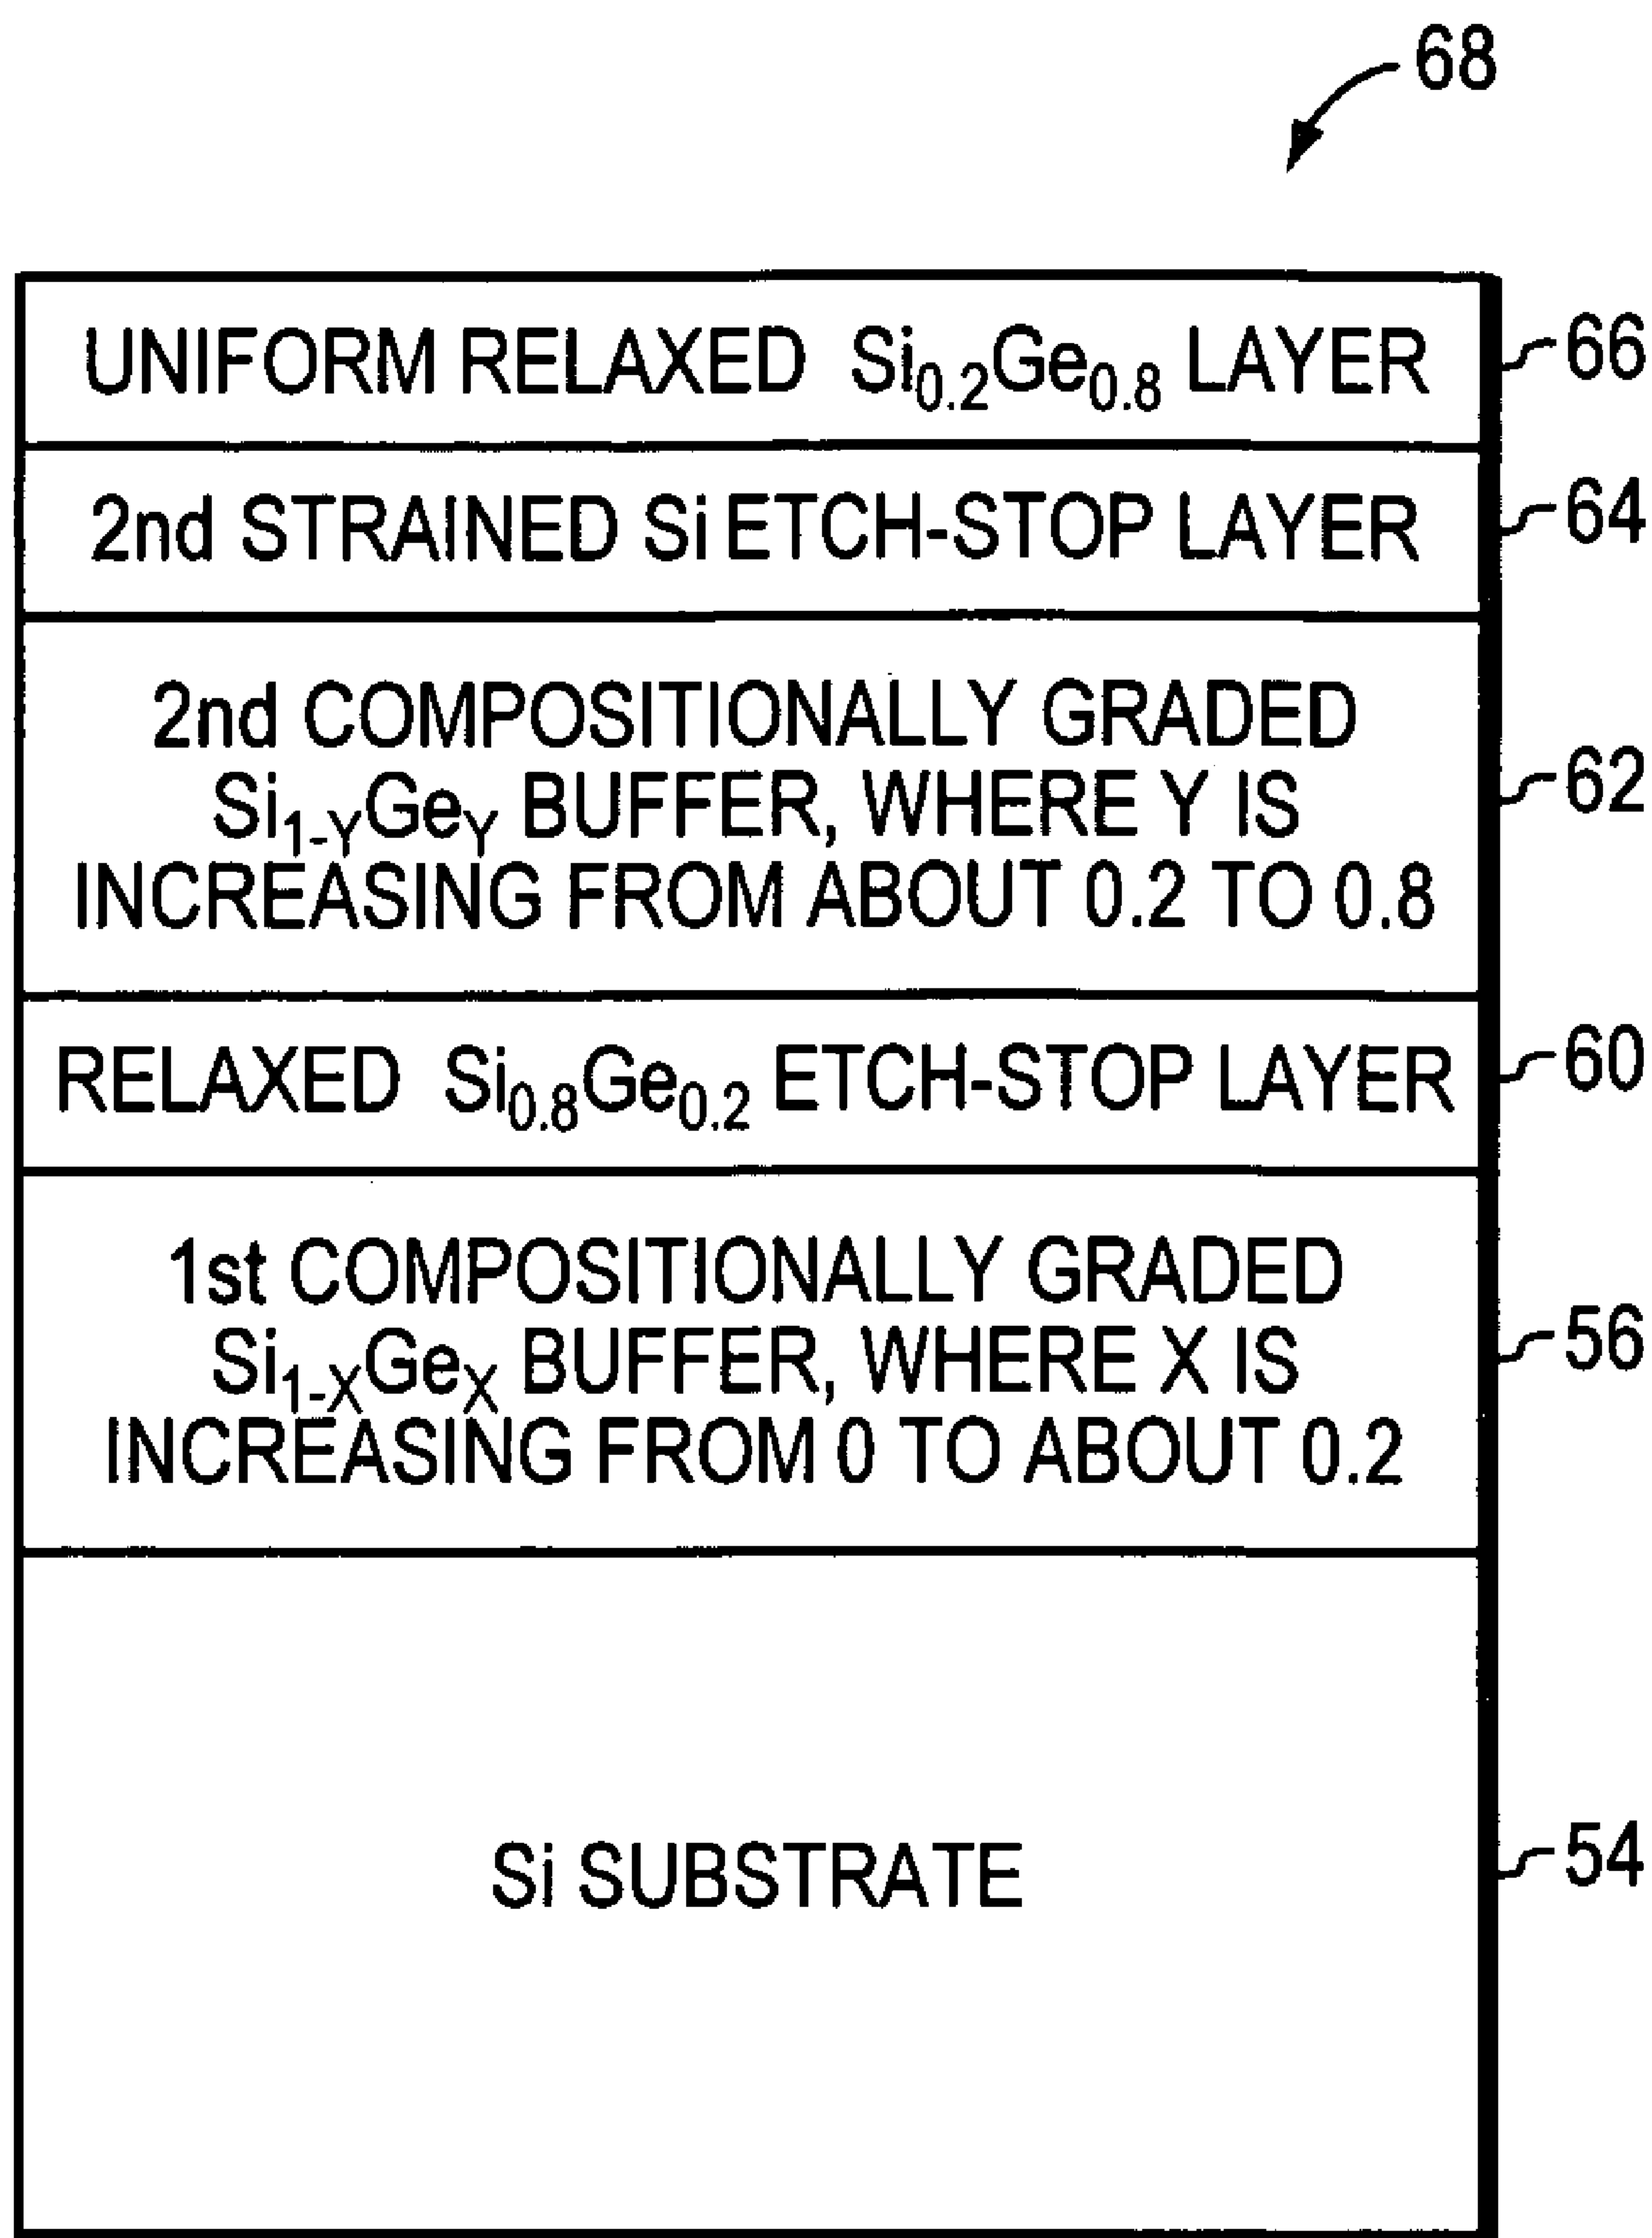 68
UNIFORM RELAXED Si0.2Ge0.8 LAYER
66
2nd STRAINED Si ETCH-STOP LAYER
64
2nd COMPOSITIONALLY GRADED
Si1-YGeY BUFFER, WHERE Y IS
62
INCREASING FROM ABOUT 0.2 TO 0.8
RELAXED Si0.8Ge0.2 ETCH-STOP LAYER
60
1st COMPOSITIONALLY GRADED
Si1-XGeX BUFFER, WHERE X IS
56
INCREASING FROM 0 TO ABOUT 0.2
Si SUBSTRATE
54